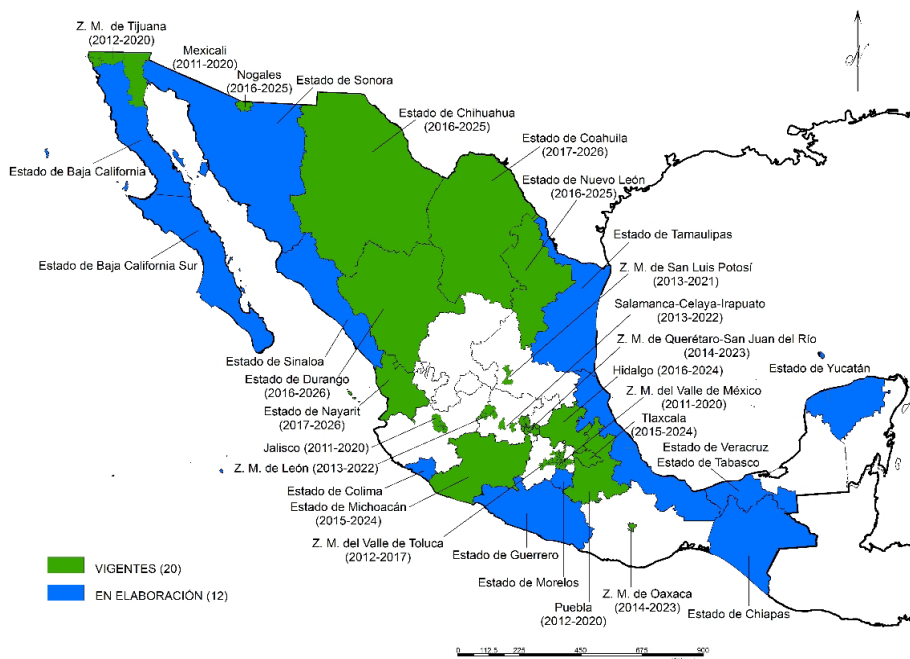 Z. M. de Tijuana
(2012-2020)
Mexicali
(2011-2020)
Nogales
(2016-2025)
Estado de Sonora
Estado de Chihuahua
(2016-2025)
Estado de Coahuila
(2017-2026)
Estado de Nuevo León
(2016-2025)
Estado de Baja California
Estado de Tamaulipas
Estado de Baja California Sur
Z. M. de San Luis Potosí
(2013-2021)
Salamanca-Celaya-Irapuato
(2013-2022)
Z. M. de Querétaro-San Juan del Río
(2014-2023)
Estado de Sinaloa
Hidalgo (2016-2024)
Estado de Yucatán
Estado de Durango
(2016-2026)
Z. M. del Valle de México
(2011-2020)
Estado de Nayarit
(2017-2026)
Tlaxcala
(2015-2024)
Jalisco (2011-2020)
Estado de Veracruz
Z. M. de León (2013-2022)
Estado de Tabasco
Estado de Colima
Estado de Michoacán
(2015-2024)
Z. M. del Valle de Toluca
(2012-2017)
Estado de Guerrero
VIGENTES (20)
EN ELABORACIÓN (12)
Estado de Morelos
Z. M. de Oaxaca
(2014-2023)
Puebla
(2012-2020)
Estado de Chiapas
0 112.5 225 450 675 900